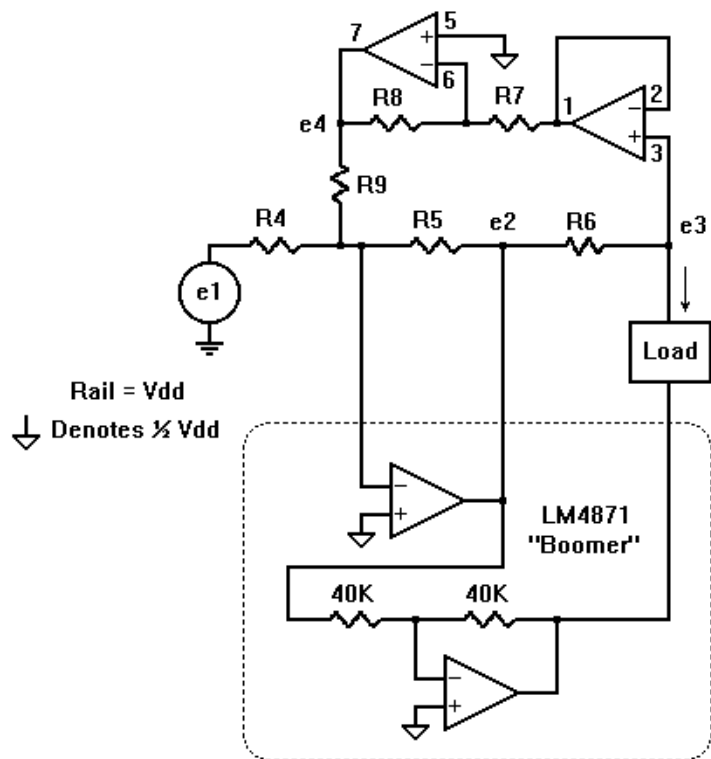 7
+
5
−
6
R8
R7
1
−
2
+
3
e4
R9
R4
R5
e2
R6
e3
e1
Load
Rail = Vdd
Denotes ½ Vdd
−
+
LM4871
"Boomer"
40K
40K
−
+